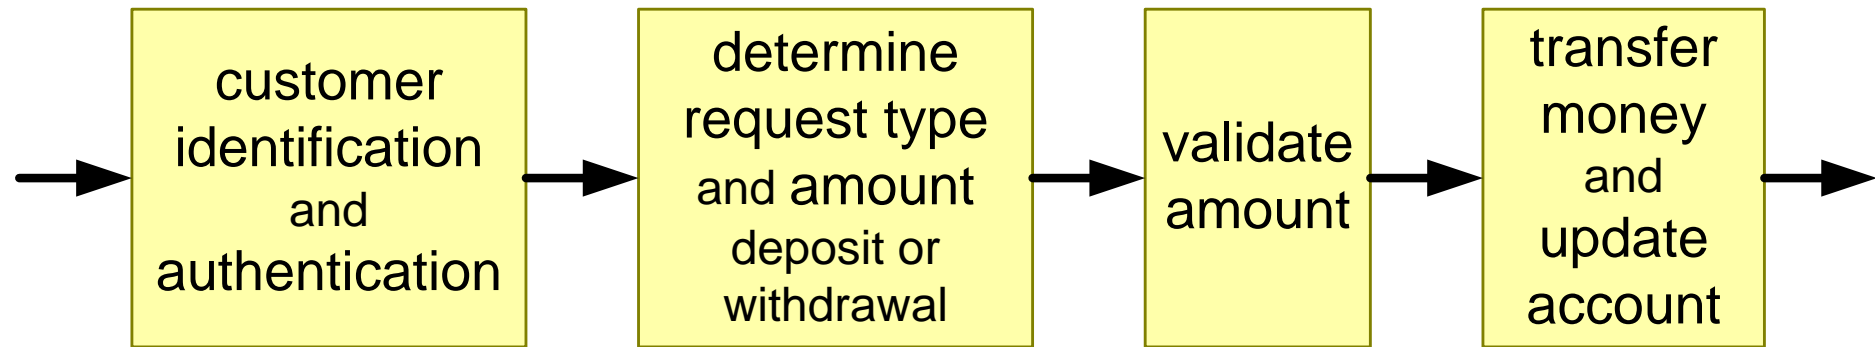 customer
identification
and
authentication
determine
request type
and amount
deposit or
withdrawal
validate
amount
transfer
money
and
update
account